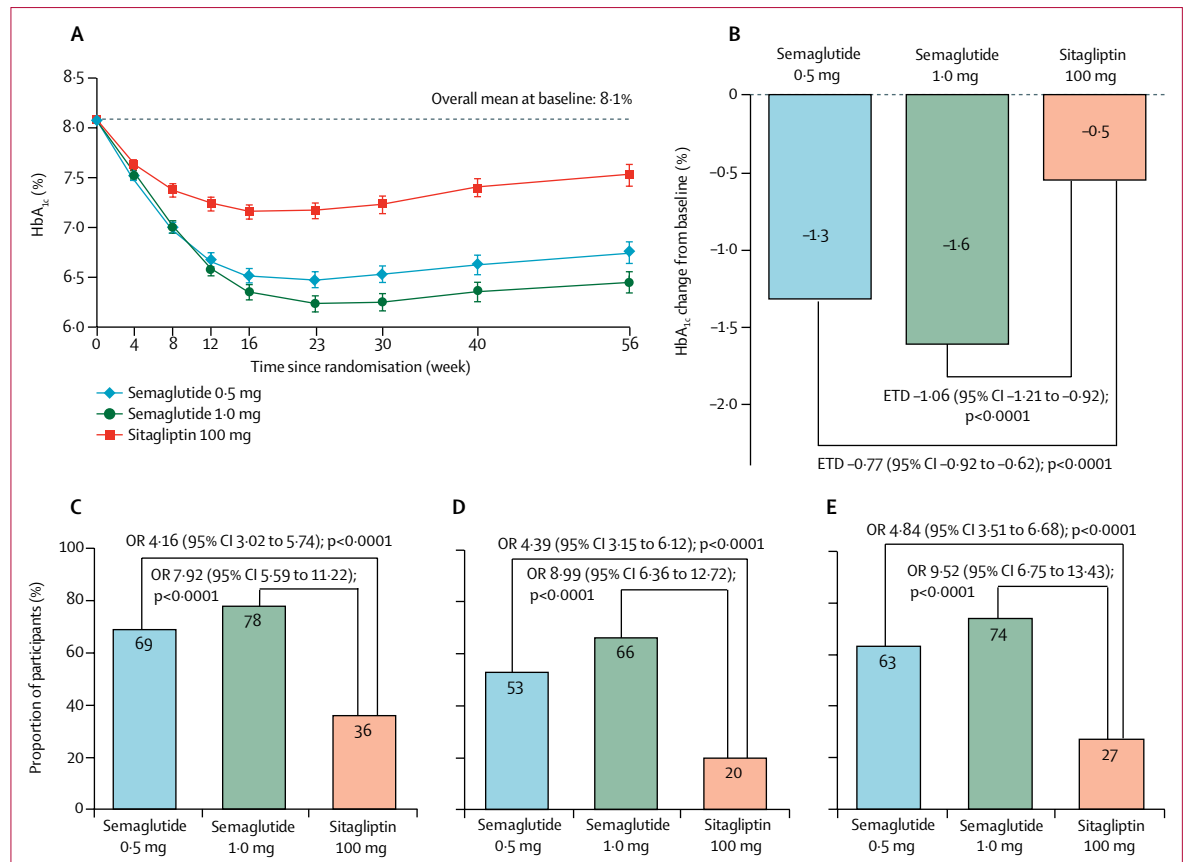 A
8·5
8·0
7·5
7·0
6·5
6·0
HbA1c (%)
Overall mean at baseline: 8·1%
0 4 8 12 16 23 30 40 56
Time since randomisation (week)
Semaglutide 0·5 mg
Semaglutide 1·0 mg
Sitagliptin 100 mg
B
Semaglutide
0·5 mg
Semaglutide
1·0 mg
Sitagliptin
100 mg
0
−0·5
−1·0
−1·5
−2·0
HbA1c change from baseline (%)
−1·3
−1·6
−0·5
ETD −1·06 (95% CI −1·21 to −0·92);
p<0·0001
ETD −0·77 (95% CI −0·92 to −0·62); p<0·0001
C
100
80
60
40
20
0
Proportion of participants (%)
OR 4·16 (95% CI 3·02 to 5·74); p<0·0001
OR 7·92 (95% CI 5·59 to 11·22);
p<0·0001
69
78
36
Semaglutide
0·5 mg
Semaglutide
1·0 mg
Sitagliptin
100 mg
D
OR 4·39 (95% CI 3·15 to 6·12); p<0·0001
OR 8·99 (95% CI 6·36 to 12·72);
p<0·0001
53
66
20
Semaglutide
0·5 mg
Semaglutide
1·0 mg
Sitagliptin
100 mg
E
OR 4·84 (95% CI 3·51 to 6·68); p<0·0001
OR 9·52 (95% CI 6·75 to 13·43);
p<0·0001
63
74
27
Semaglutide
0·5 mg
Semaglutide
1·0 mg
Sitagliptin
100 mg